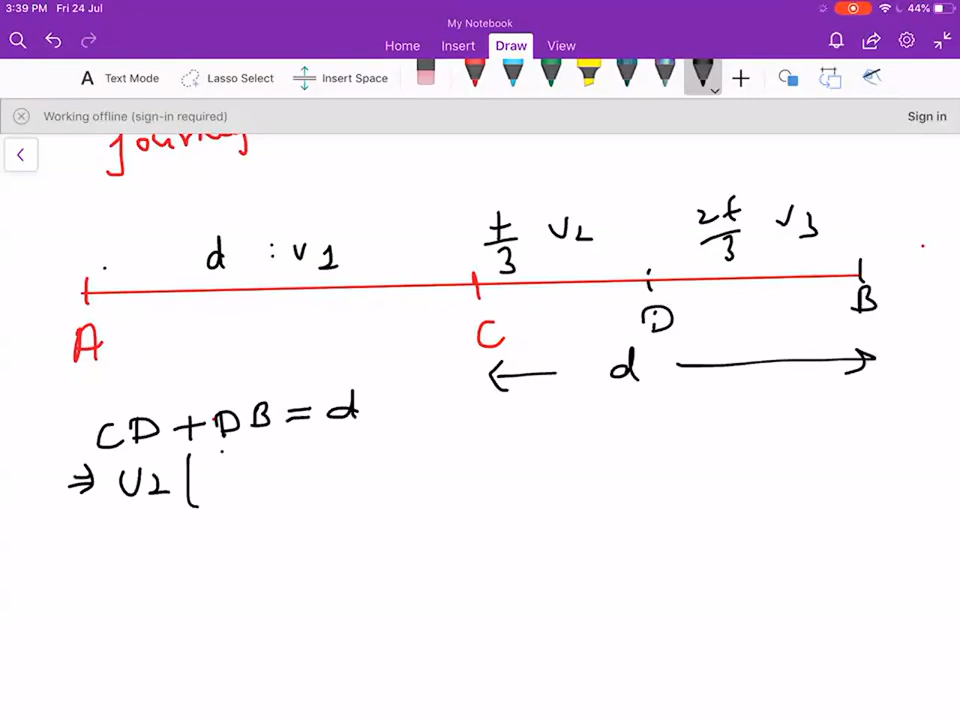 3:39 PM Fri 24 Jul
44%
My Notebook
Home Insert Draw View
A Text Mode Lasso Select Insert Space
Working offline (sign-in required) Sign in
journey
d : v1
t/3 v2
2t/3 v3
A C D B
d
CD + DB = d
⇒ v2 (